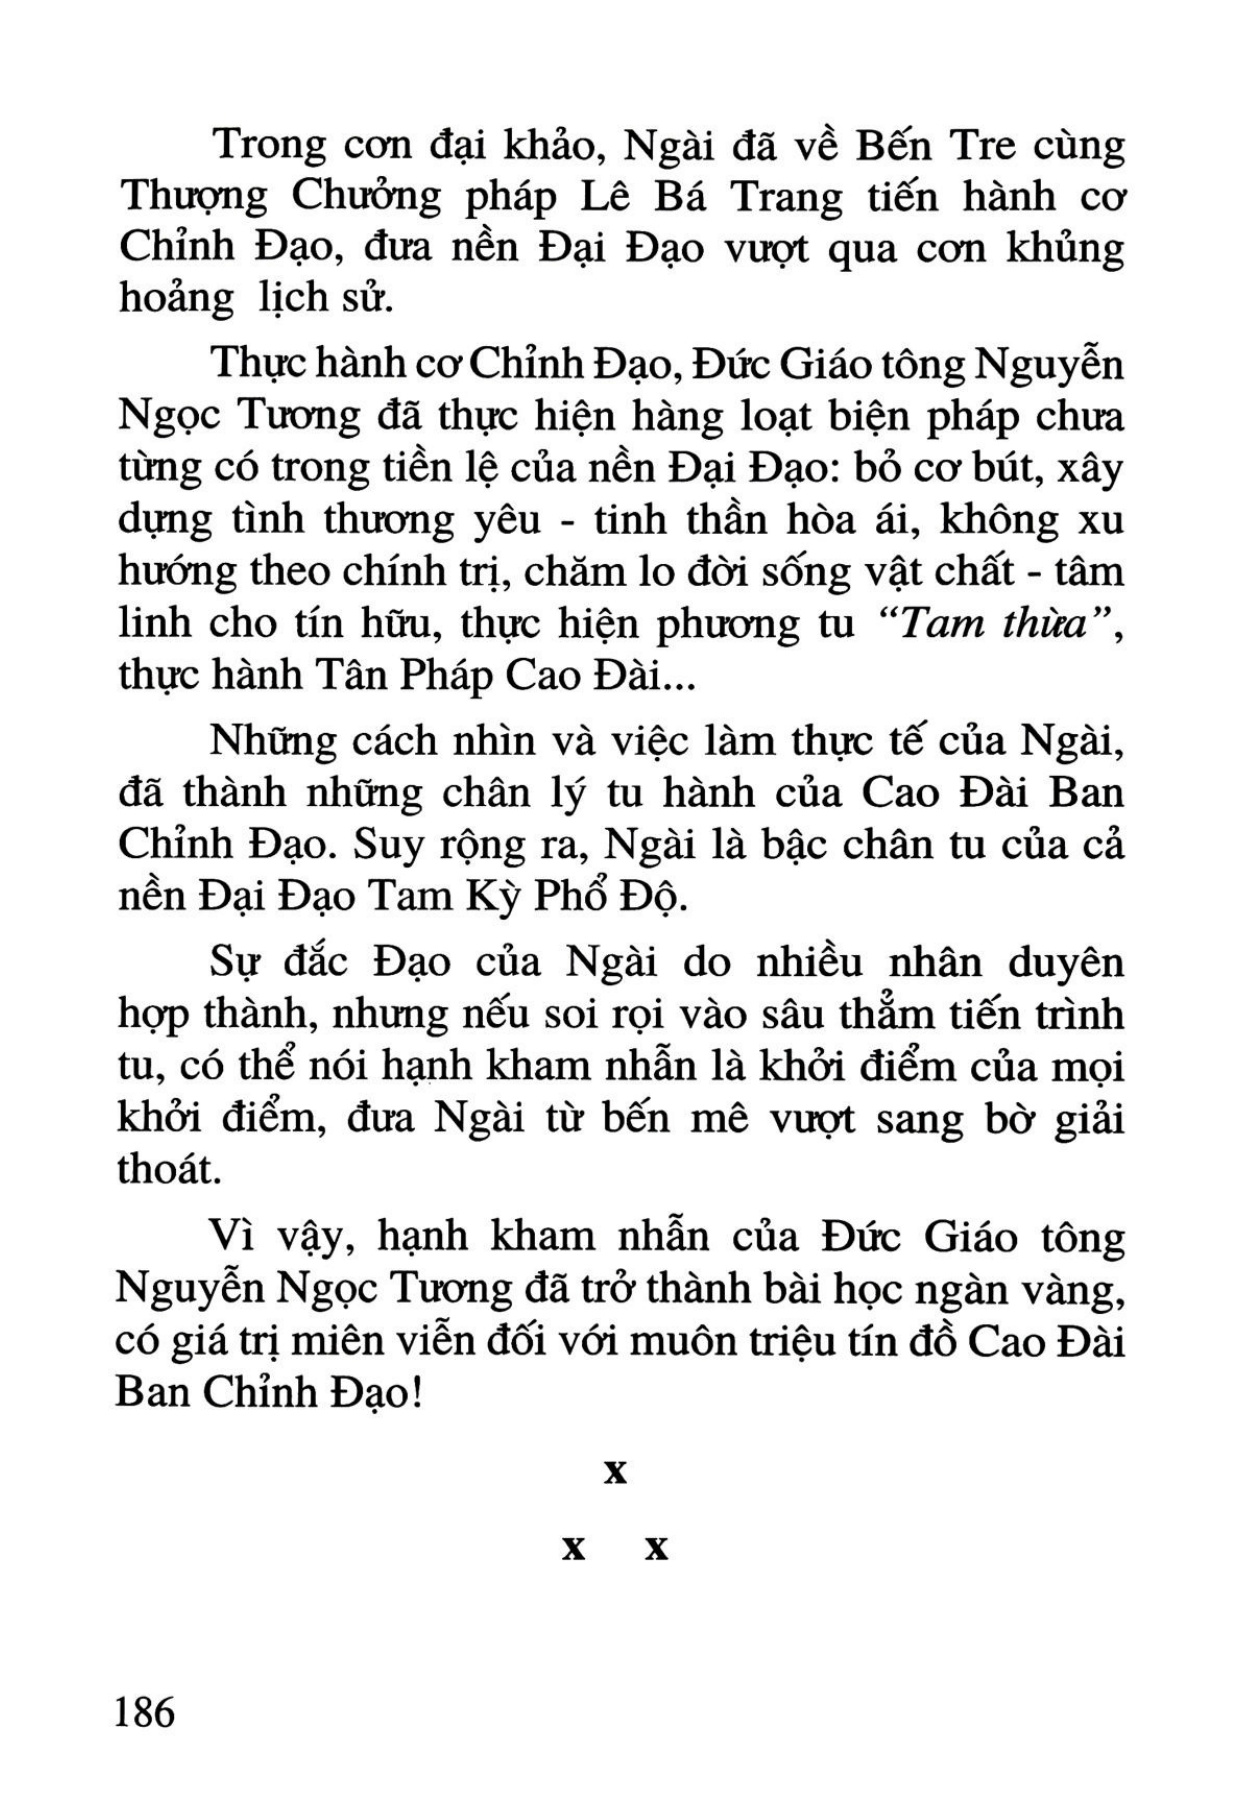 Trong cơn đại khảo, Ngài đã về Bến Tre cùng
Thượng Chưởng pháp Lê Bá Trang tiến hành cơ
Chỉnh Đạo, đưa nền Đại Đạo vượt qua cơn khủng
hoảng lịch sử.
Thực hành cơ Chỉnh Đạo, Đức Giáo tông Nguyễn
Ngọc Tương đã thực hiện hàng loạt biện pháp chưa
từng có trong tiền lệ của nền Đại Đạo: bỏ cơ bút, xây
dựng tình thương yêu - tinh thần hòa ái, không xu
hướng theo chính trị, chăm lo đời sống vật chất - tâm
linh cho tín hữu, thực hiện phương tu “Tam thừa”,
thực hành Tân Pháp Cao Đài...
Những cách nhìn và việc làm thực tế của Ngài,
đã thành những chân lý tu hành của Cao Đài Ban
Chỉnh Đạo. Suy rộng ra, Ngài là bậc chân tu của cả
nền Đại Đạo Tam Kỳ Phổ Độ.
Sự đắc Đạo của Ngài do nhiều nhân duyên
hợp thành, nhưng nếu soi rọi vào sâu thẳm tiến trình
tu, có thể nói hạnh kham nhẫn là khởi điểm của mọi
khởi điểm, đưa Ngài từ bến mê vượt sang bờ giải
thoát.
Vì vậy, hạnh kham nhẫn của Đức Giáo tông
Nguyễn Ngọc Tương đã trở thành bài học ngàn vàng,
có giá trị miên viễn đối với muôn triệu tín đồ Cao Đài
Ban Chỉnh Đạo!
x
x x
186